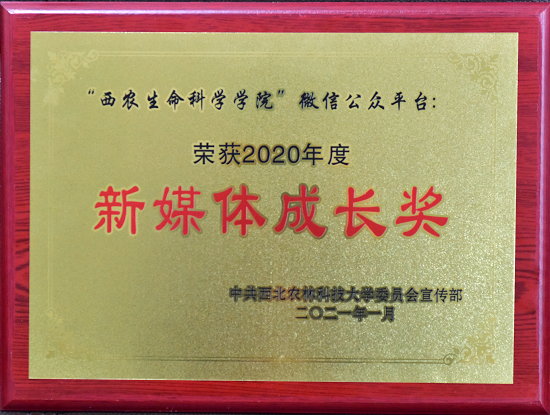 “西农生命科学学院”微信公众平台：
荣获2020年度
新媒体成长奖
中共西北农林科技大学委员会宣传部
二〇二一年一月